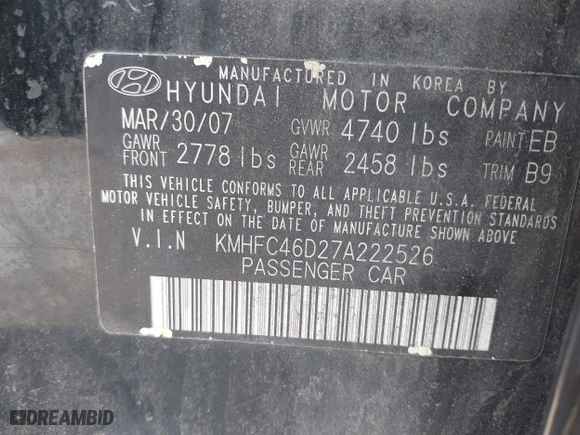 MANUFACTURED IN KOREA BY
HYUNDAI MOTOR COMPANY
MAR/30/07 GVWR 4740 lbs PAINT EB
GAWR FRONT 2778 lbs GAWR REAR 2458 lbs TRIM B9
THIS VEHICLE CONFORMS TO ALL APPLICABLE U.S.A. FEDERAL
MOTOR VEHICLE SAFETY, BUMPER, AND THEFT PREVENTION STANDARDS
IN EFFECT ON THE DATE OF MANUFACTURE SHOWN ABOVE.
V.I.N KMHFC46D27A222526
PASSENGER CAR
DREAMBID